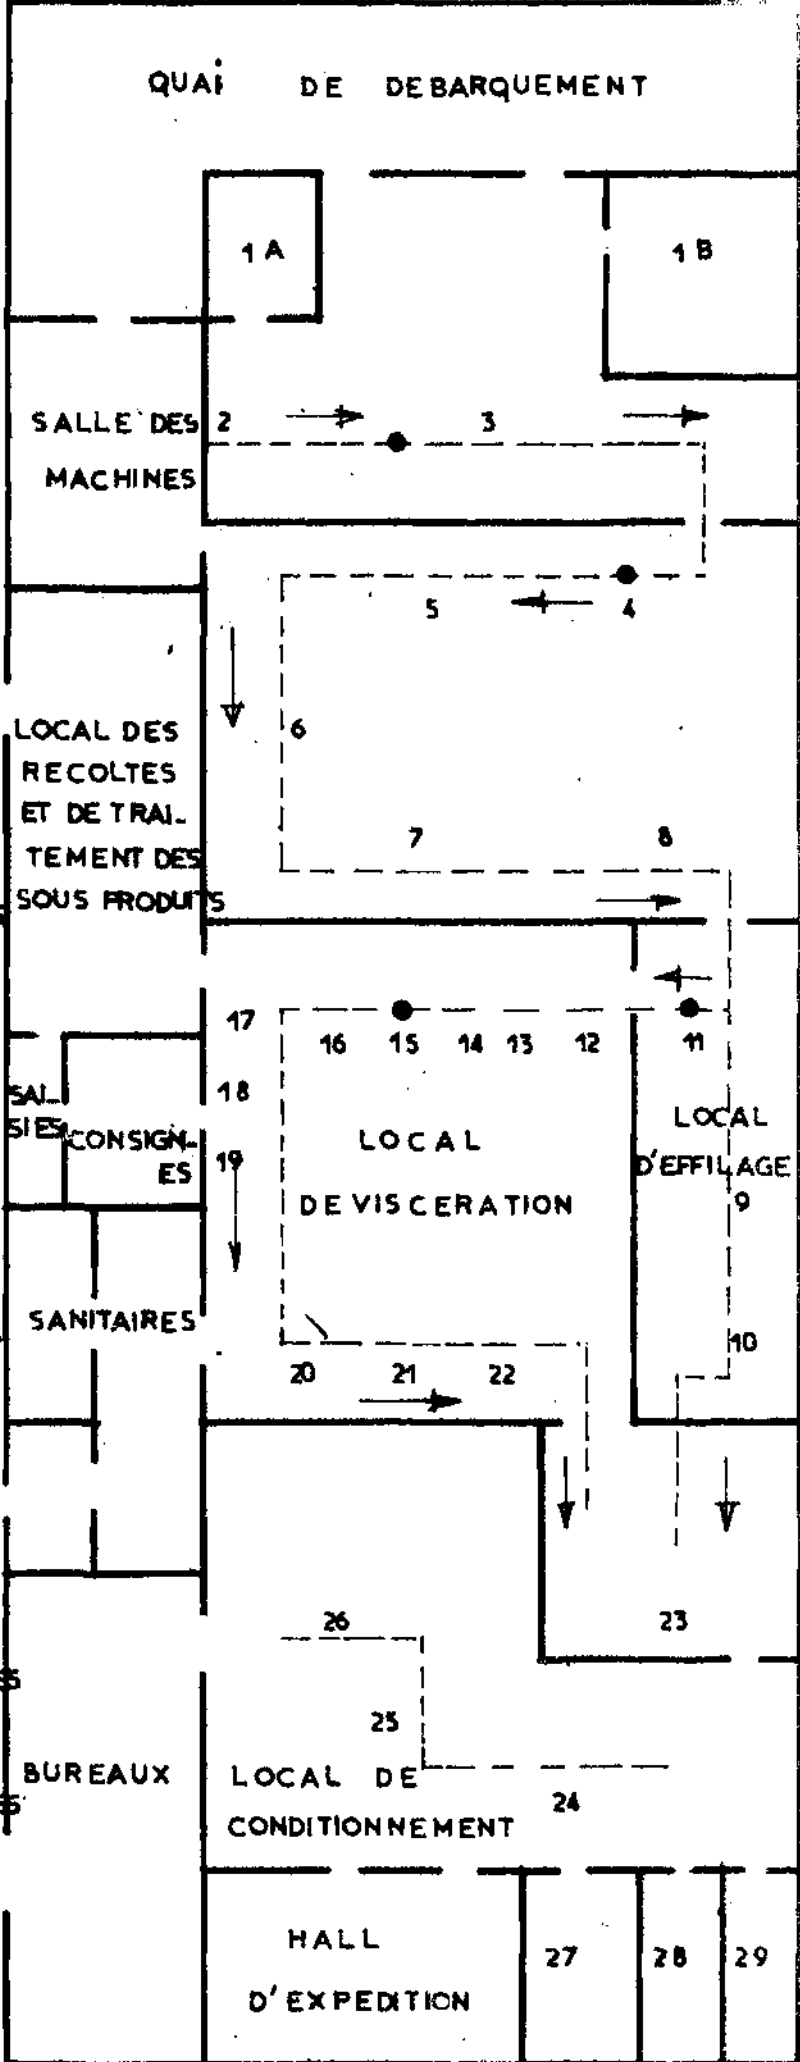 QUAI DE DEBARQUEMENT
1 A
1 B
SALLE DES
MACHINES
2
3
4
5
6
7
8
LOCAL DES
RECOLTES
ET DE TRAI-
TEMENT DES
SOUS PRODUITS
17
16
15
14
13
12
11
18
19
SAI-
SIES
CONSIGN-
ES
LOCAL
DE VISCERATION
LOCAL
D'EFFILAGE
9
10
SANITAIRES
20
21
22
26
23
25
24
BUREAUX
LOCAL DE
CONDITIONNEMENT
HALL
D'EXPEDITION
27
28
29